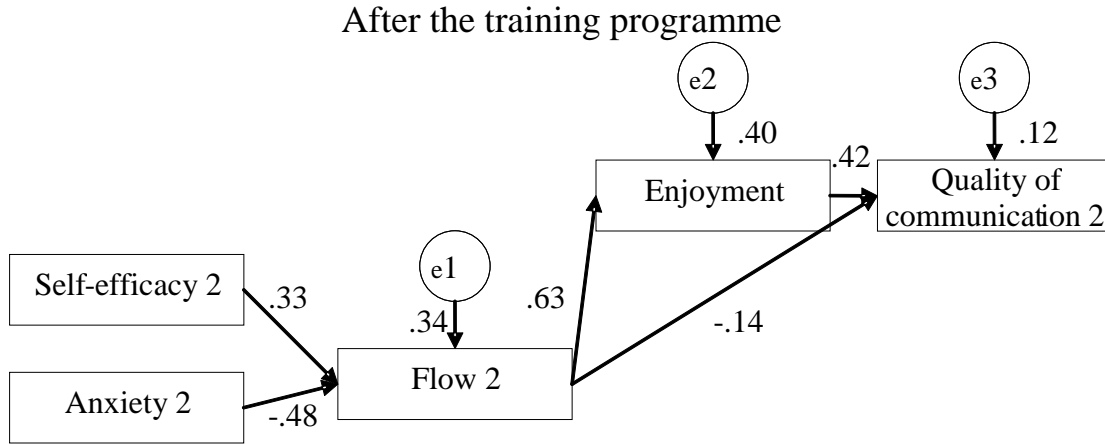 After the training programme
e2
e3
.40
.12
.42
Enjoyment
Quality of
communication 2
e1
Self-efficacy 2
.33
.34
.63
-.14
Flow 2
Anxiety 2
-.48